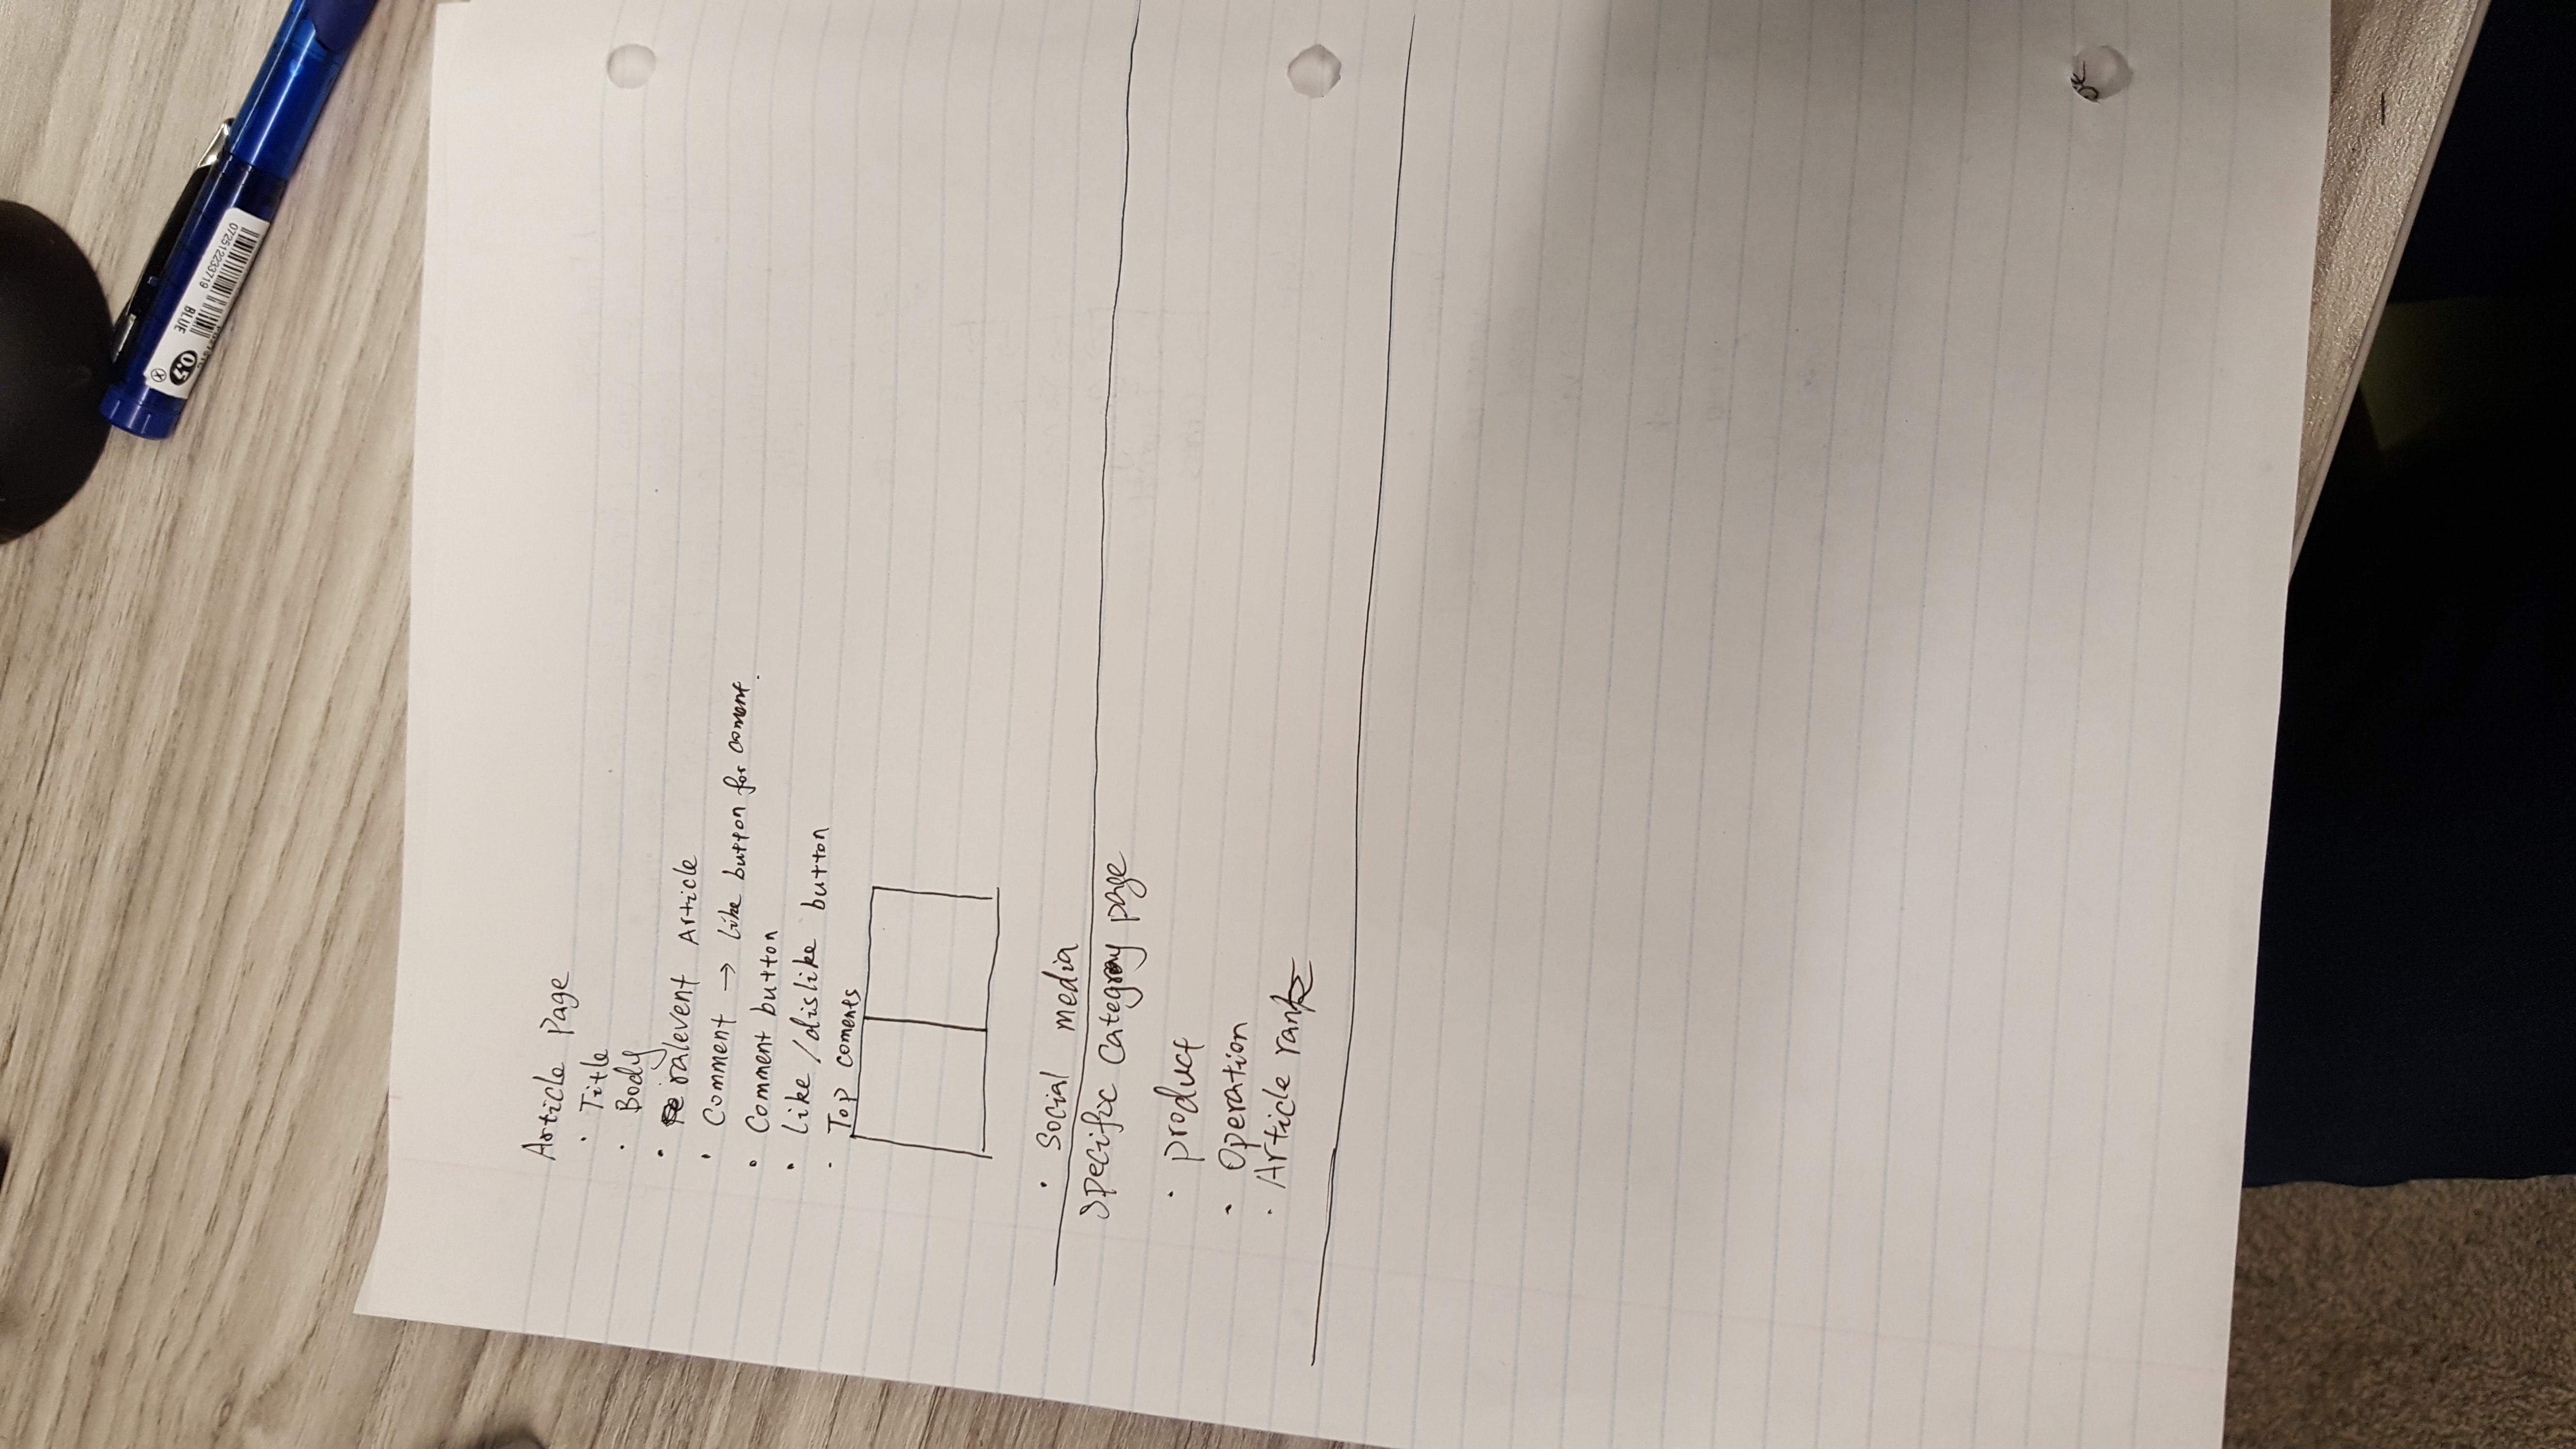 BLUE
0.7
072512233719
Article Page
· Title
· Body
· ralevent Article
· Comment → like button for coment.
· Comment button
· like /dislike button
· Top coments
· Social media
Specific Category page
· product
· Operation
· Article rank